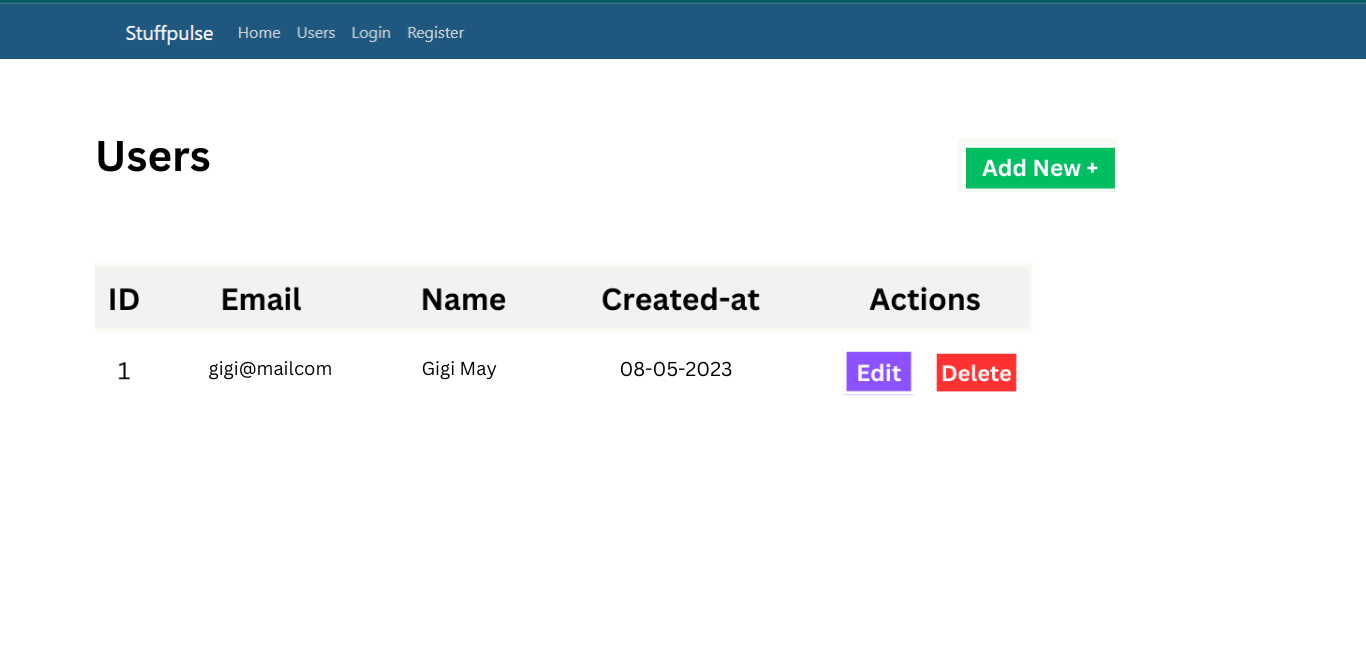 Stuffpulse Home Users Login Register
Users
Add New +
ID Email Name Created-at Actions
1 gigi@mailcom Gigi May 08-05-2023 Edit Delete